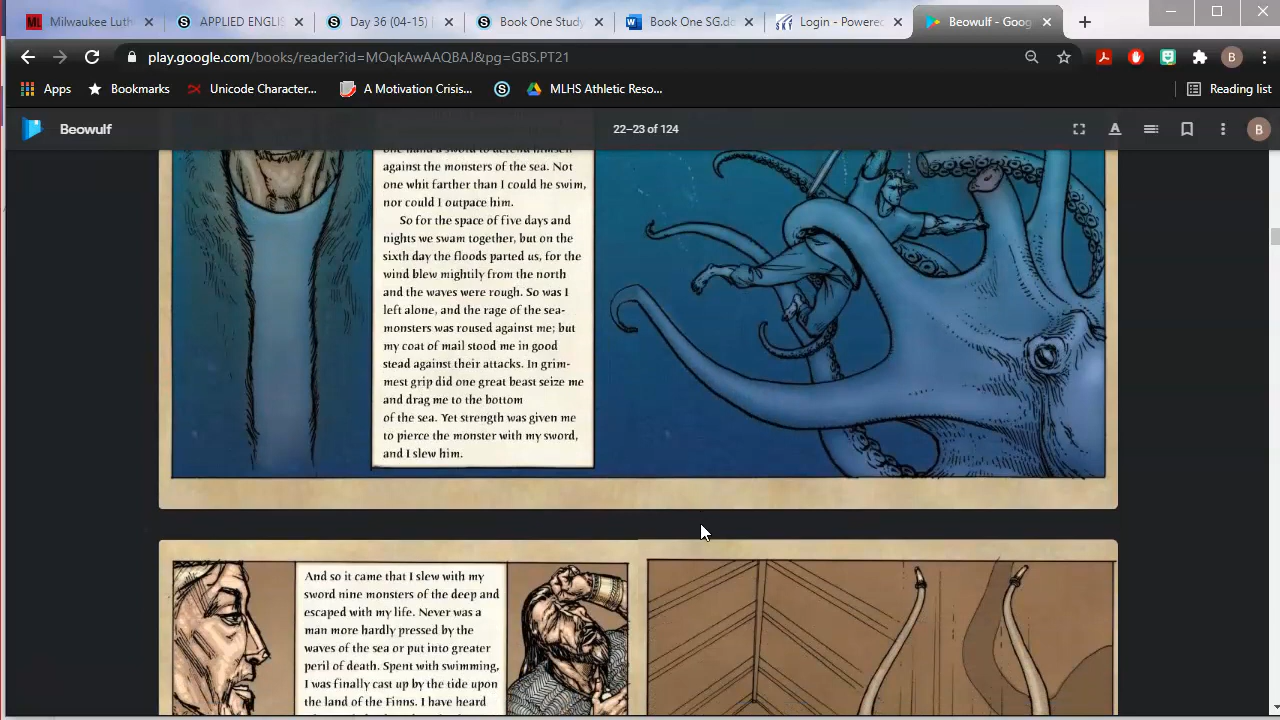 Milwaukee Luth
APPLIED ENGLIS
Day 36 (04-15) |
Book One Study
Book One SG.do
Login - Powered
Beowulf - Goog
play.google.com/books/reader?id=MOqkAwAAQBAJ&pg=GBS.PT21
B
Apps
Bookmarks
Unicode Character...
A Motivation Crisis...
MLHS Athletic Reso...
Reading list
Beowulf
22–23 of 124
B
one hand a sword to defend himself
against the monsters of the sea. Not
one whit farther than I could he swim,
nor could I outpace him.
So for the space of five days and
nights we swam together, but on the
sixth day the floods parted us, for the
wind blew mightily from the north
and the waves were rough. So was I
left alone, and the rage of the sea-
monsters was roused against me; but
my coat of mail stood me in good
stead against their attacks. In grim-
mest grip did one great beast seize me
and drag me to the bottom
of the sea. Yet strength was given me
to pierce the monster with my sword,
and I slew him.
And so it came that I slew with my
sword nine monsters of the deep and
escaped with my life. Never was a
man more hardly pressed by the
waves of the sea or put into greater
peril of death. Spent with swimming,
I was finally cast up by the tide upon
the land of the Finns. I have heard